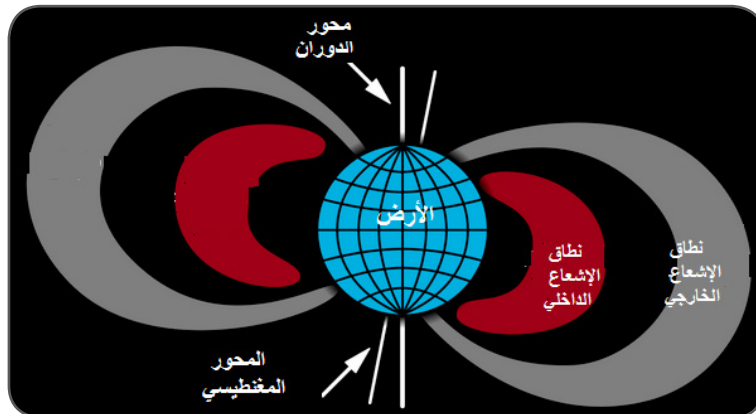 محور
الدوران
الأرض
نطاق
الإشعاع
الداخلي
نطاق
الإشعاع
الخارجي
المحور
المغنطيسي